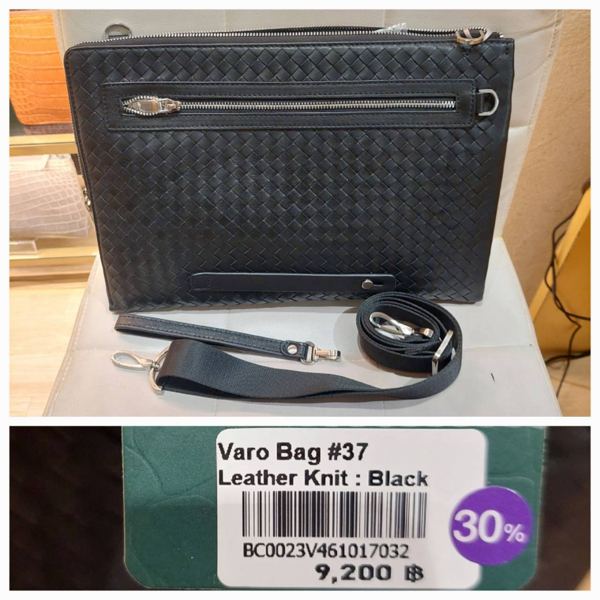 Varo Bag #37
Leather Knit : Black
30%
BC0023V461017032
9,200 ฿